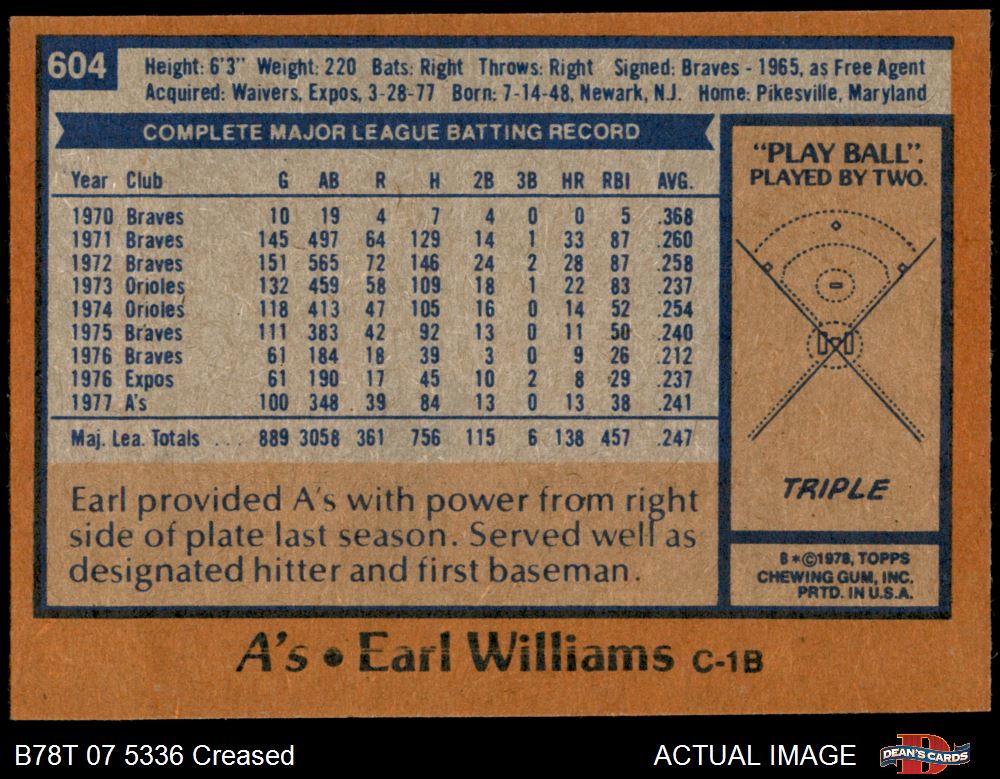 604
Height: 6'3" Weight: 220 Bats: Right Throws: Right Signed: Braves - 1965, as Free Agent
Acquired: Waivers, Expos, 3-28-77 Born: 7-14-48, Newark, N.J. Home: Pikesville, Maryland
COMPLETE MAJOR LEAGUE BATTING RECORD
Year Club G AB R H 2B 3B HR RBI AVG.
1970 Braves 10 19 4 7 4 0 0 5 .368
1971 Braves 145 497 64 129 14 1 33 87 .260
1972 Braves 151 565 72 146 24 2 28 87 .258
1973 Orioles 132 459 58 109 18 1 22 83 .237
1974 Orioles 118 413 47 105 16 0 14 52 .254
1975 Braves 111 383 42 92 13 0 11 50 .240
1976 Braves 61 184 18 39 3 0 9 26 .212
1976 Expos 61 190 17 45 10 2 8 29 .237
1977 A's 100 348 39 84 13 0 13 38 .241
Maj. Lea. Totals ... 889 3058 361 756 115 6 138 457 .247
Earl provided A's with power from right
side of plate last season. Served well as
designated hitter and first baseman.
"PLAY BALL".
PLAYED BY TWO.
TRIPLE
B*©1978, TOPPS
CHEWING GUM, INC.
PRTD. IN U.S.A.
A's • Earl Williams C-1B
B78T 07 5336 Creased
ACTUAL IMAGE
D
DEAN'S CARDS